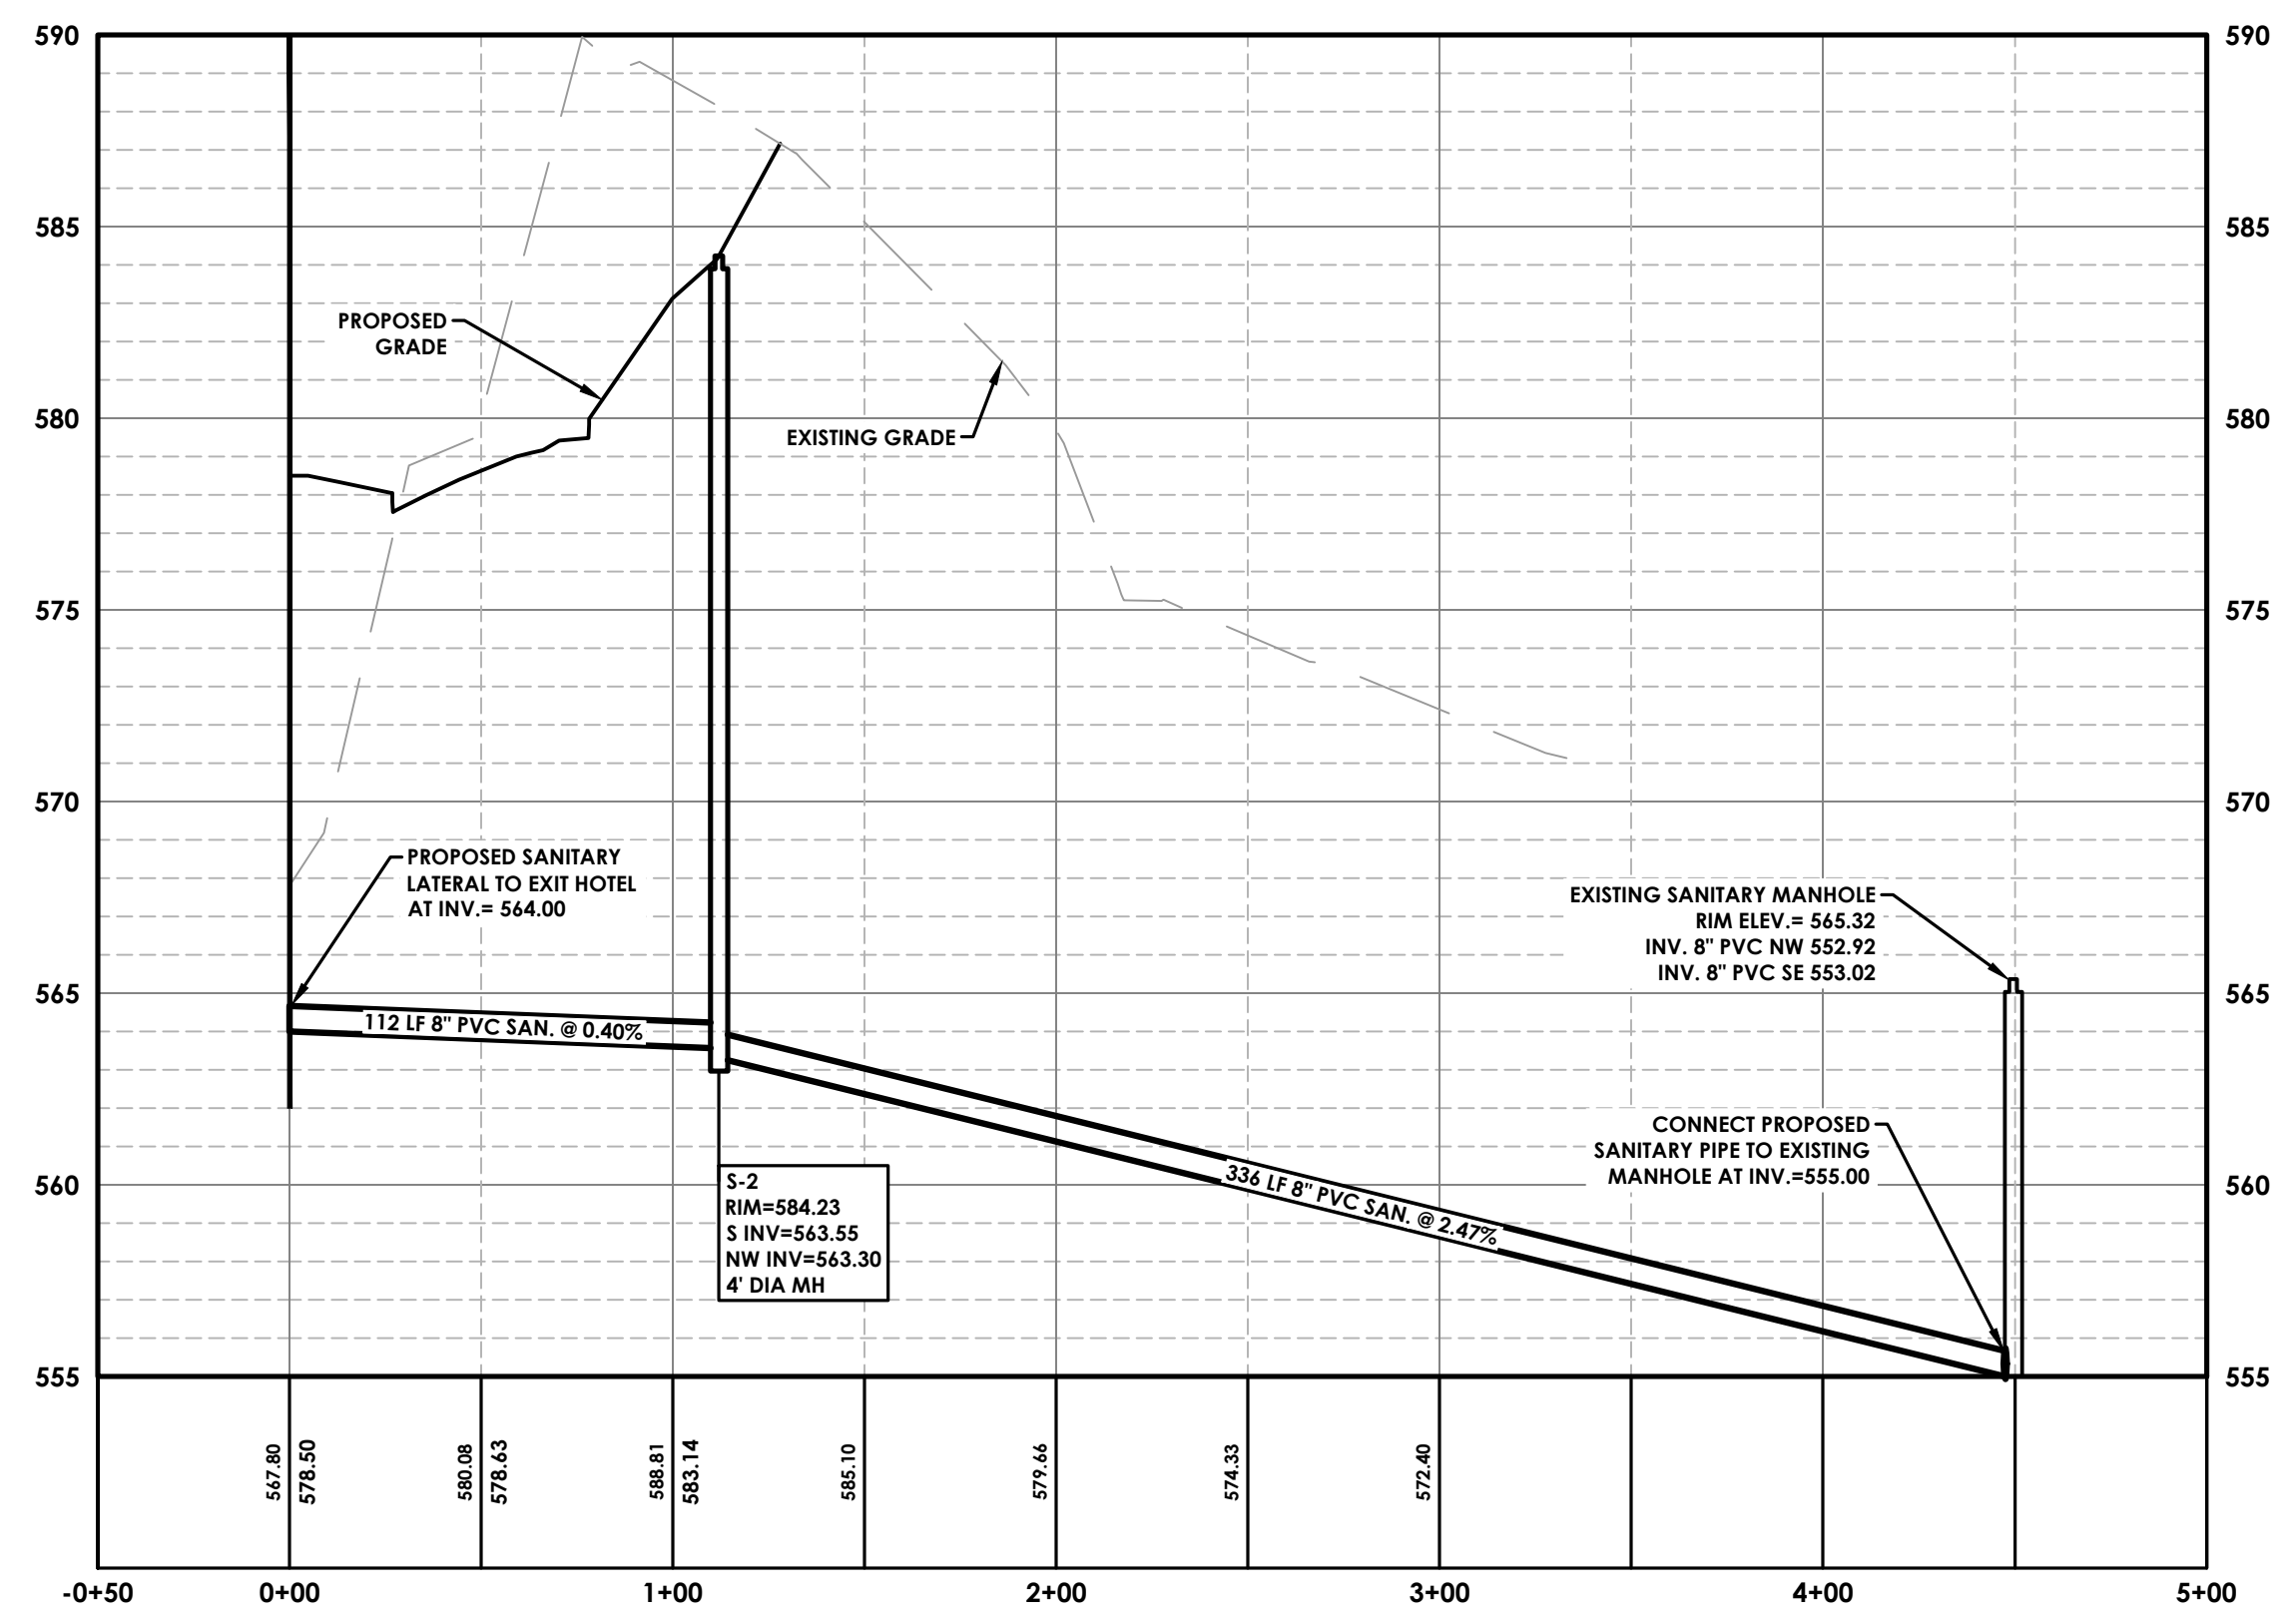 590
590
585
585
PROPOSED
GRADE
580
580
EXISTING GRADE
575
575
570
570
PROPOSED SANITARY
LATERAL TO EXIT HOTEL
AT INV.= 564.00
EXISTING SANITARY MANHOLE
RIM ELEV.= 565.32
INV. 8" PVC NW 552.92
INV. 8" PVC SE 553.02
565
565
112 LF 8" PVC SAN. @ 0.40%
CONNECT PROPOSED
SANITARY PIPE TO EXISTING
MANHOLE AT INV.=555.00
336 LF 8" PVC SAN. @ 2.47%
560
560
S-2
RIM=584.23
S INV=563.55
NW INV=563.30
4' DIA MH
555
555
567.80
578.50
580.08
578.63
588.81
583.14
585.10
579.66
574.33
572.40
-0+50
0+00
1+00
2+00
3+00
4+00
5+00